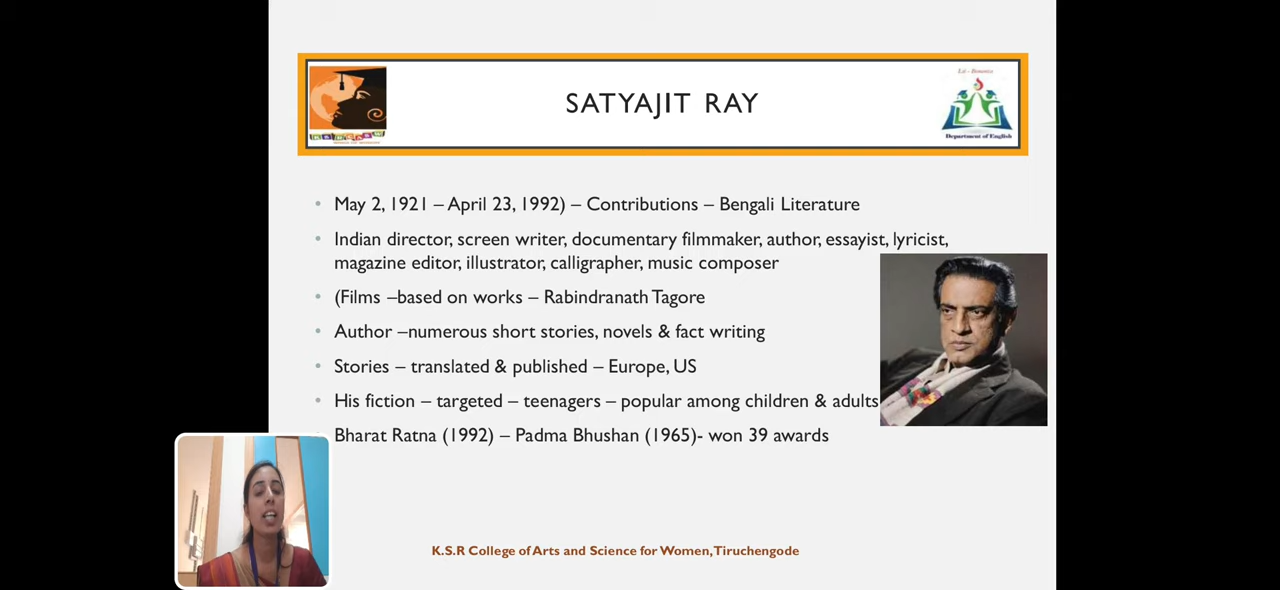 SATYAJIT RAY
Department of English
• May 2, 1921 – April 23, 1992) – Contributions – Bengali Literature
• Indian director, screen writer, documentary filmmaker, author, essayist, lyricist,
magazine editor, illustrator, calligrapher, music composer
• (Films –based on works – Rabindranath Tagore
• Author –numerous short stories, novels & fact writing
• Stories – translated & published – Europe, US
• His fiction – targeted – teenagers – popular among children & adults
Bharat Ratna (1992) – Padma Bhushan (1965)- won 39 awards
K.S.R College of Arts and Science for Women, Tiruchengode